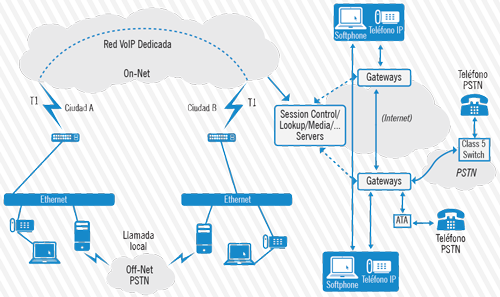 Red VoIP Dedicada
On-Net
T1
Ciudad A
Ciudad B
T1
Ethernet
Ethernet
Llamada
local
Off-Net
PSTN
Softphone
Teléfono IP
Gateways
Session Control/
Lookup/Media/...
Servers
(Internet)
Teléfono
PSTN
Class 5
Switch
PSTN
Gateways
ATA
Teléfono
PSTN
Softphone
Teléfono IP